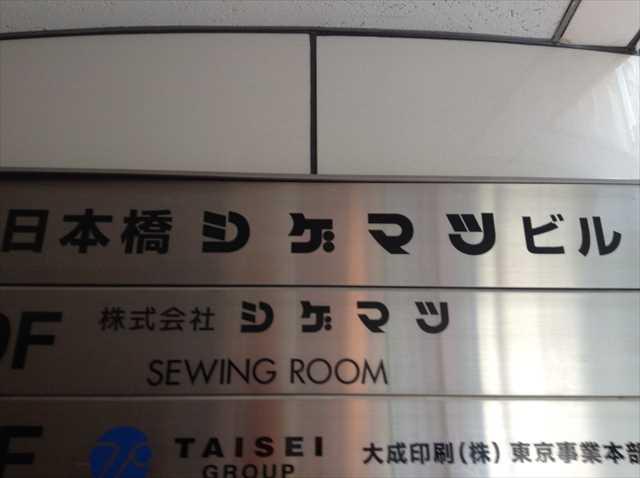 日本橋シゲマツビル
F 株式会社シゲマツ
SEWING ROOM
F TAISEI 大成印刷(株) 東京事業本部
GROUP